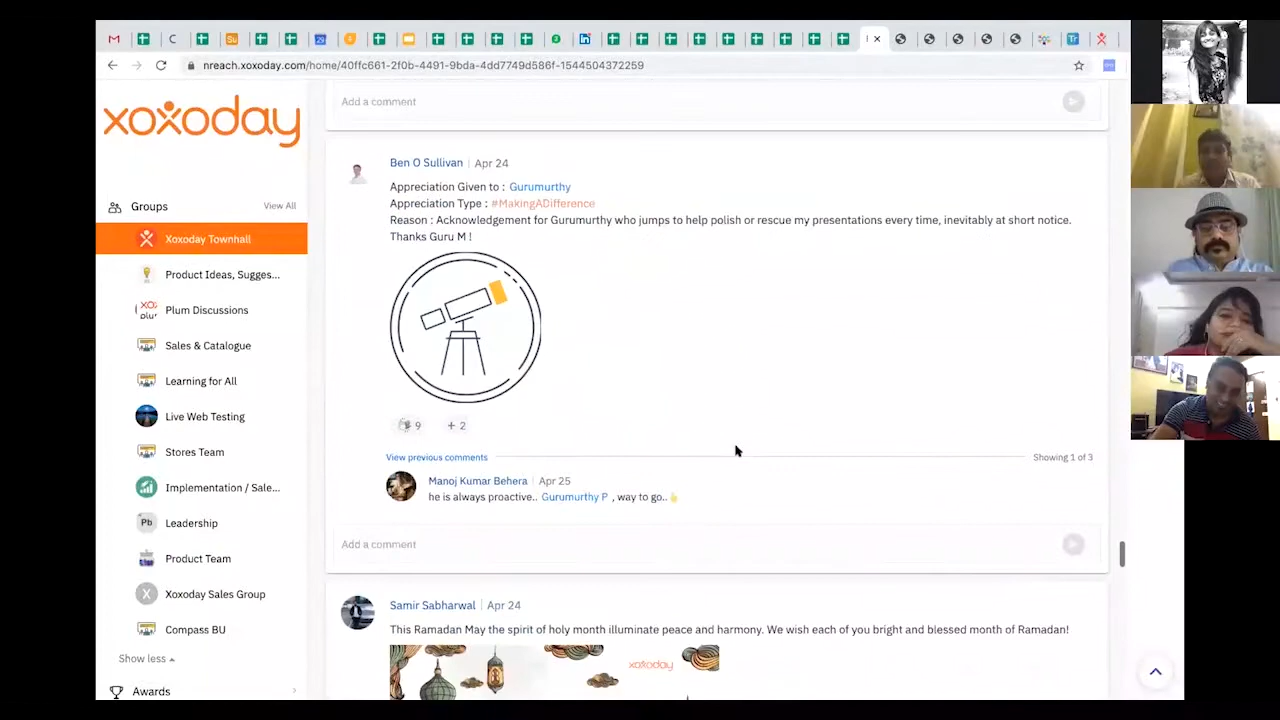 nreach.xoxoday.com/home/40ffc661-2f0b-4491-9bda-4dd7749d586f-1544504372259
xoxoday
Groups
View All
Xoxoday Townhall
Product Ideas, Sugges...
Plum Discussions
Sales & Catalogue
Learning for All
Live Web Testing
Stores Team
Implementation / Sale...
Pb
Leadership
Product Team
X
Xoxoday Sales Group
Compass BU
Show less
Awards
Add a comment
Ben O Sullivan | Apr 24
Appreciation Given to : Gurumurthy
Appreciation Type : #MakingADifference
Reason : Acknowledgement for Gurumurthy who jumps to help polish or rescue my presentations every time, inevitably at short notice.
Thanks Guru M !
9
+ 2
View previous comments
Showing 1 of 3
Manoj Kumar Behera | Apr 25
he is always proactive.. Gurumurthy P , way to go..
Add a comment
Samir Sabharwal | Apr 24
This Ramadan May the spirit of holy month illuminate peace and harmony. We wish each of you bright and blessed month of Ramadan!
xoxoday